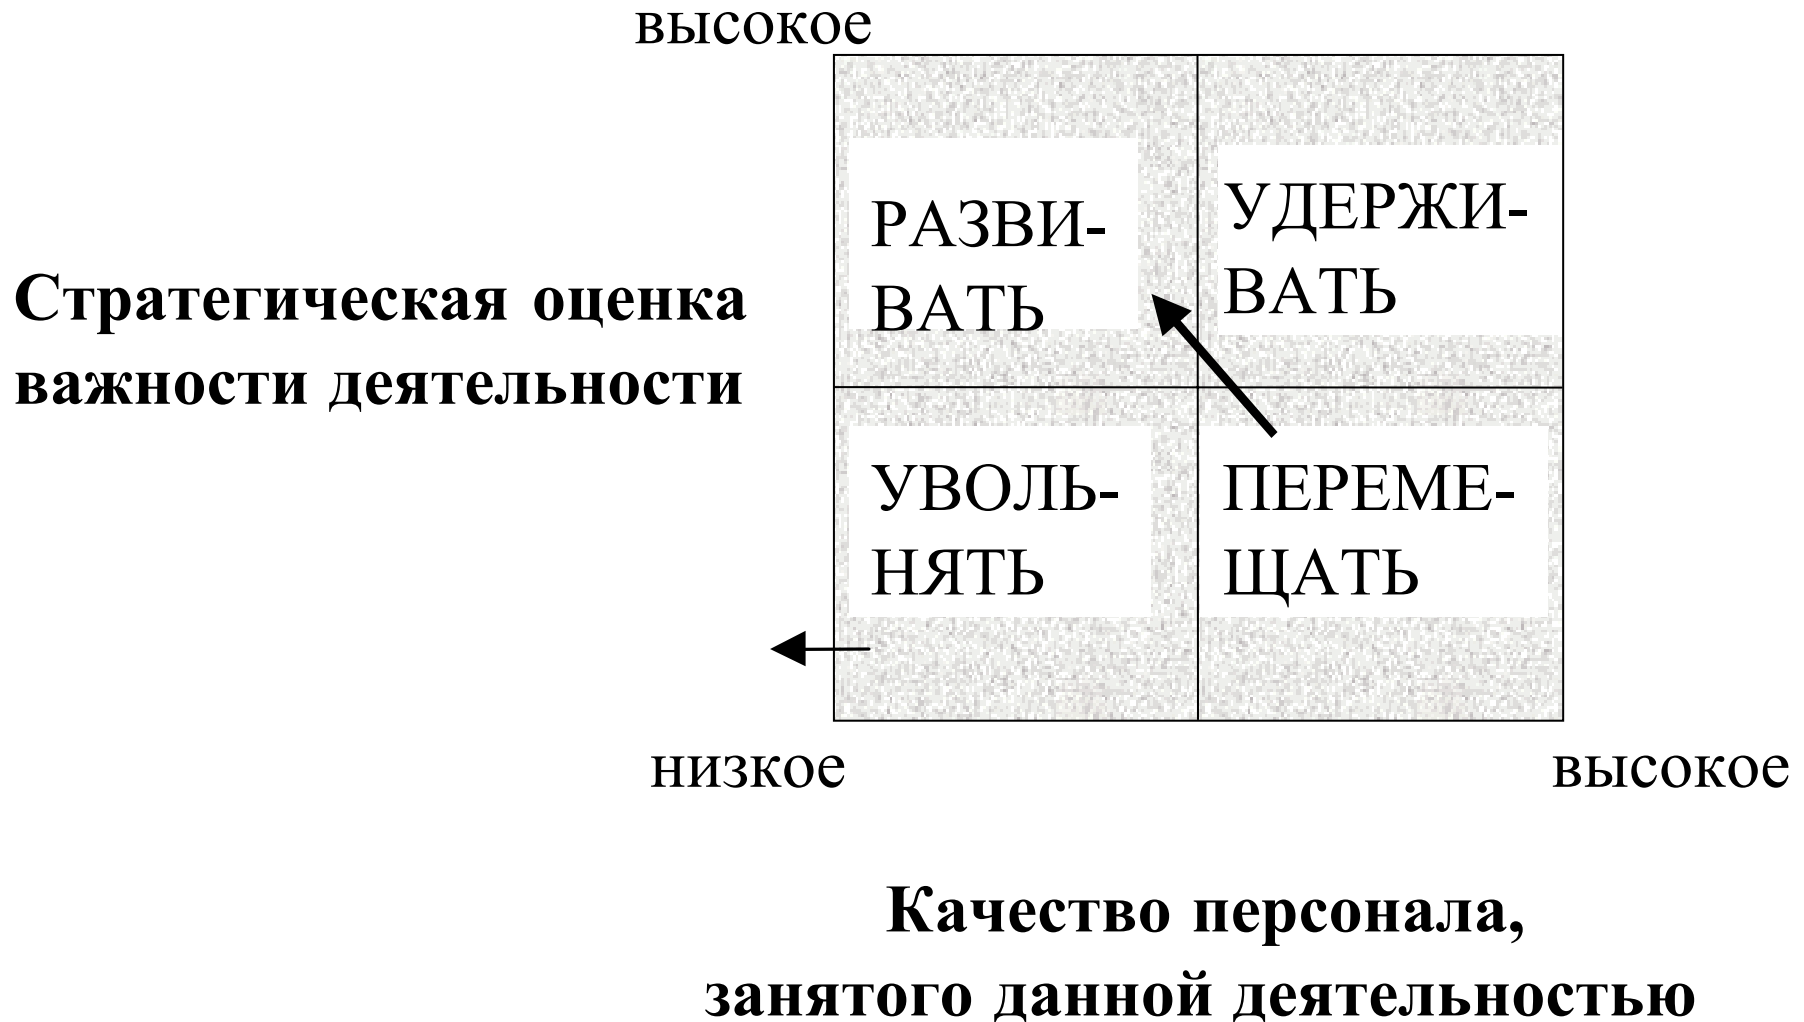 высокое
РАЗВИ-
ВАТЬ
УДЕРЖИ-
ВАТЬ
Стратегическая оценка
важности деятельности
УВОЛЬ-
НЯТЬ
ПЕРЕМЕ-
ЩАТЬ
низкое
высокое
Качество персонала,
занятого данной деятельностью